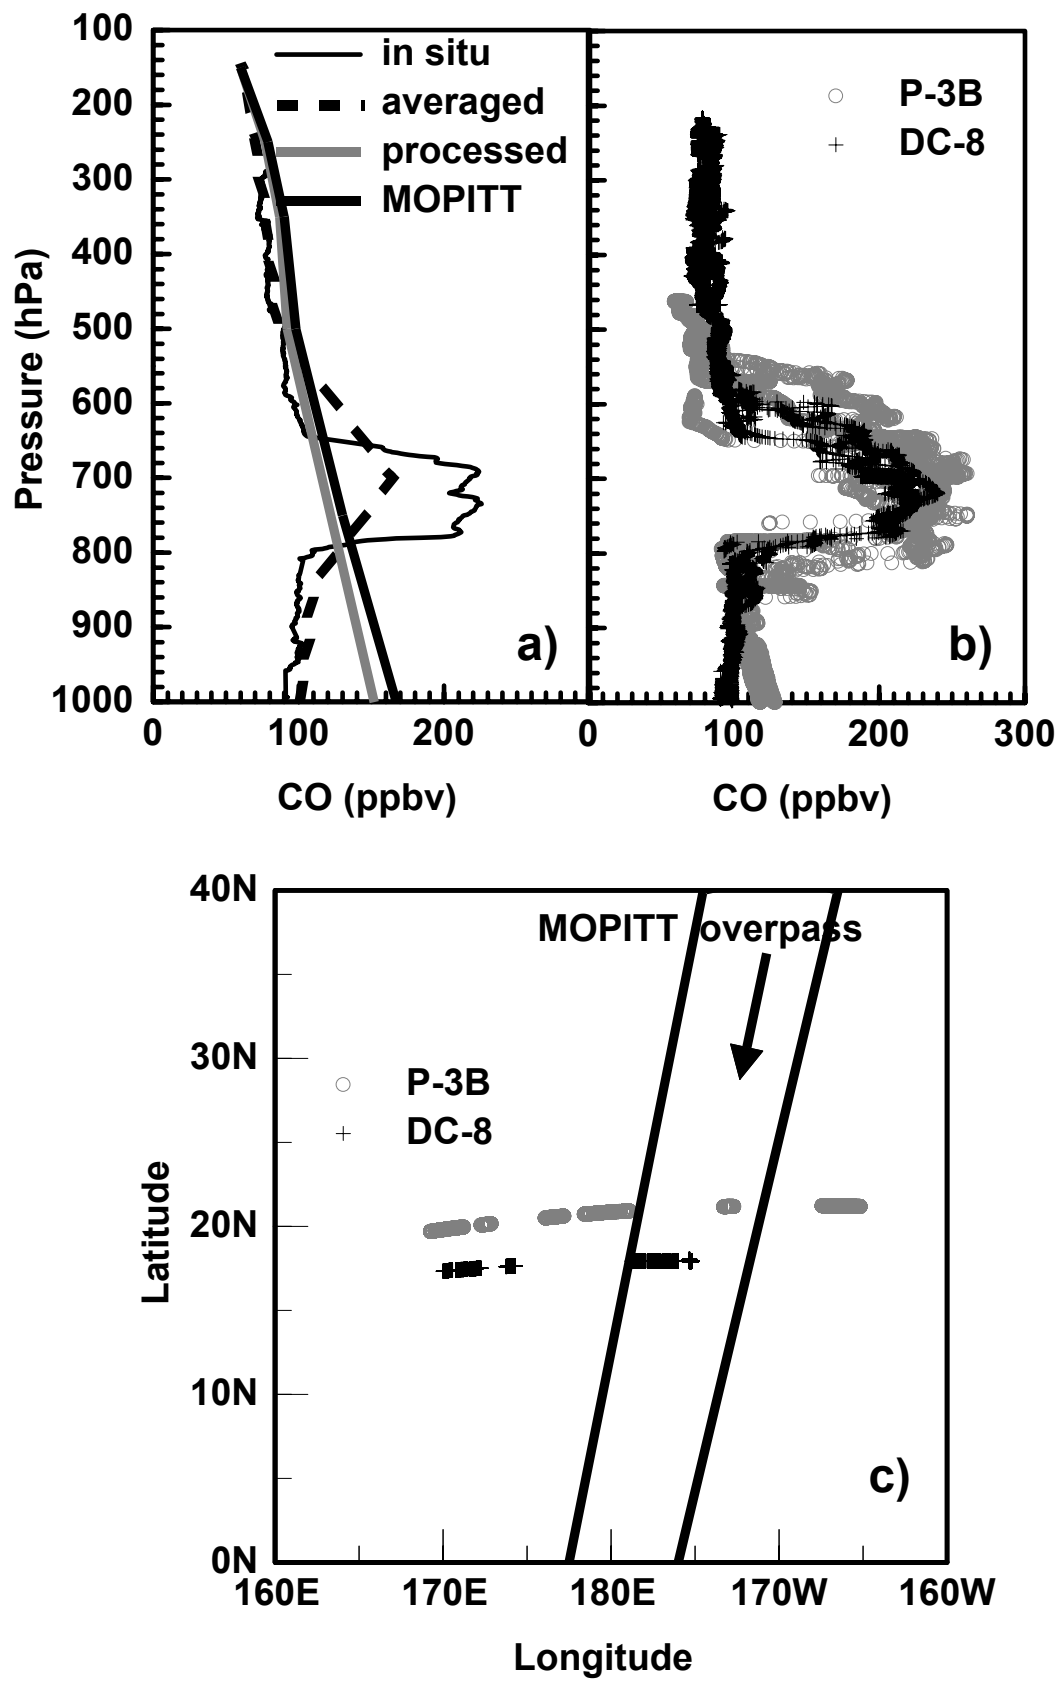 100
200
300
400
500
600
700
800
900
1000
Pressure (hPa)
in situ
averaged
processed
MOPITT
a)
0
100
200
CO (ppbv)
P-3B
DC-8
b)
0
100
200
300
CO (ppbv)
40N
30N
20N
10N
0N
Latitude
MOPITT overpass
P-3B
DC-8
c)
160E
170E
180E
170W
160W
Longitude